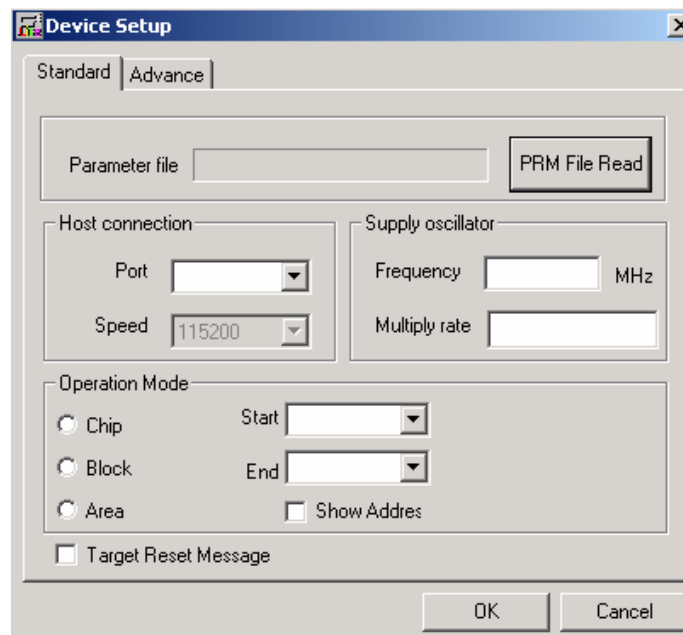 Device Setup
Standard
Advance
Parameter file
PRM File Read
Host connection
Port
Speed
115200
Supply oscillator
Frequency
MHz
Multiply rate
Operation Mode
Chip
Start
Block
End
Area
Show Addres
Target Reset Message
OK
Cancel